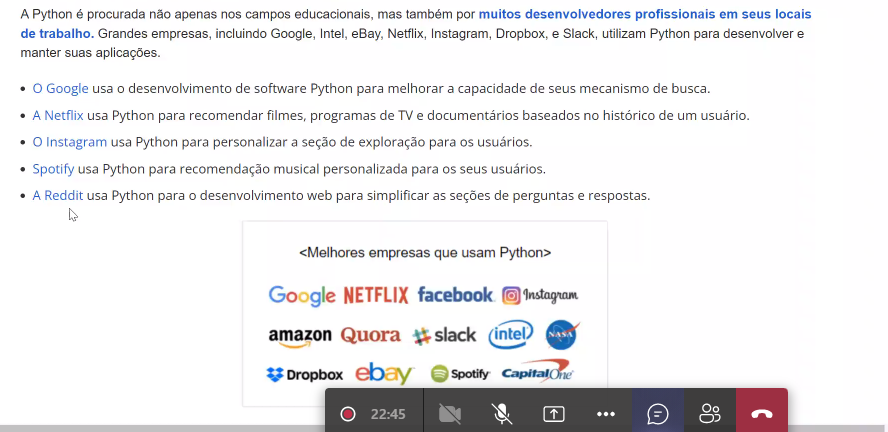 A Python é procurada não apenas nos campos educacionais, mas também por muitos desenvolvedores profissionais em seus locais
de trabalho. Grandes empresas, incluindo Google, Intel, eBay, Netflix, Instagram, Dropbox, e Slack, utilizam Python para desenvolver e
manter suas aplicações.
• O Google usa o desenvolvimento de software Python para melhorar a capacidade de seus mecanismo de busca.
• A Netflix usa Python para recomendar filmes, programas de TV e documentários baseados no histórico de um usuário.
• O Instagram usa Python para personalizar a seção de exploração para os usuários.
• Spotify usa Python para recomendação musical personalizada para os seus usuários.
• A Reddit usa Python para o desenvolvimento web para simplificar as seções de perguntas e respostas.
<Melhores empresas que usam Python>
Google NETFLIX facebook Instagram
amazon Quora slack intel NASA
Dropbox ebay Spotify CapitalOne
22:45